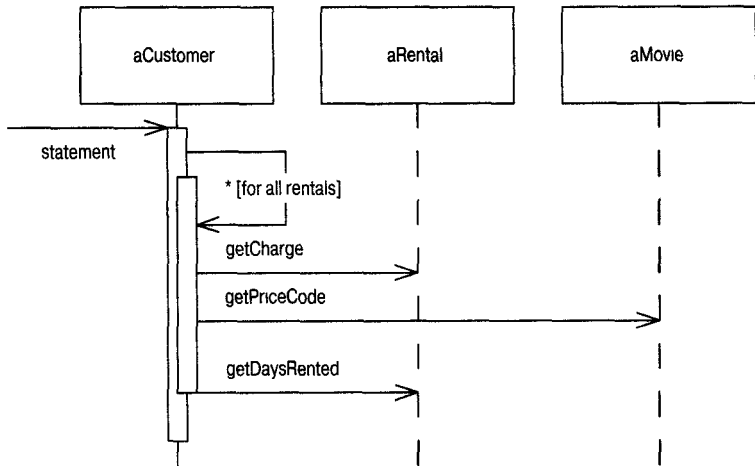 aCustomer
aRental
aMovie
statement
* [for all rentals]
getCharge
getPriceCode
getDaysRented